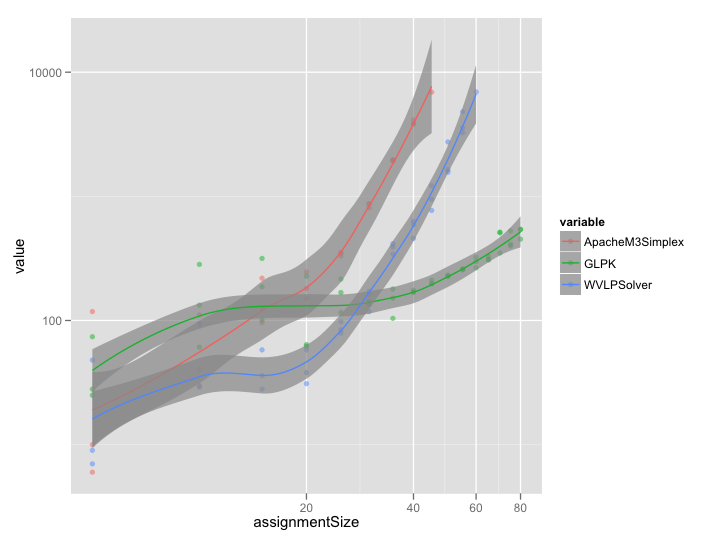 10000
100
value
20
40
60
80
assignmentSize
variable
ApacheM3Simplex
GLPK
WVLPSolver